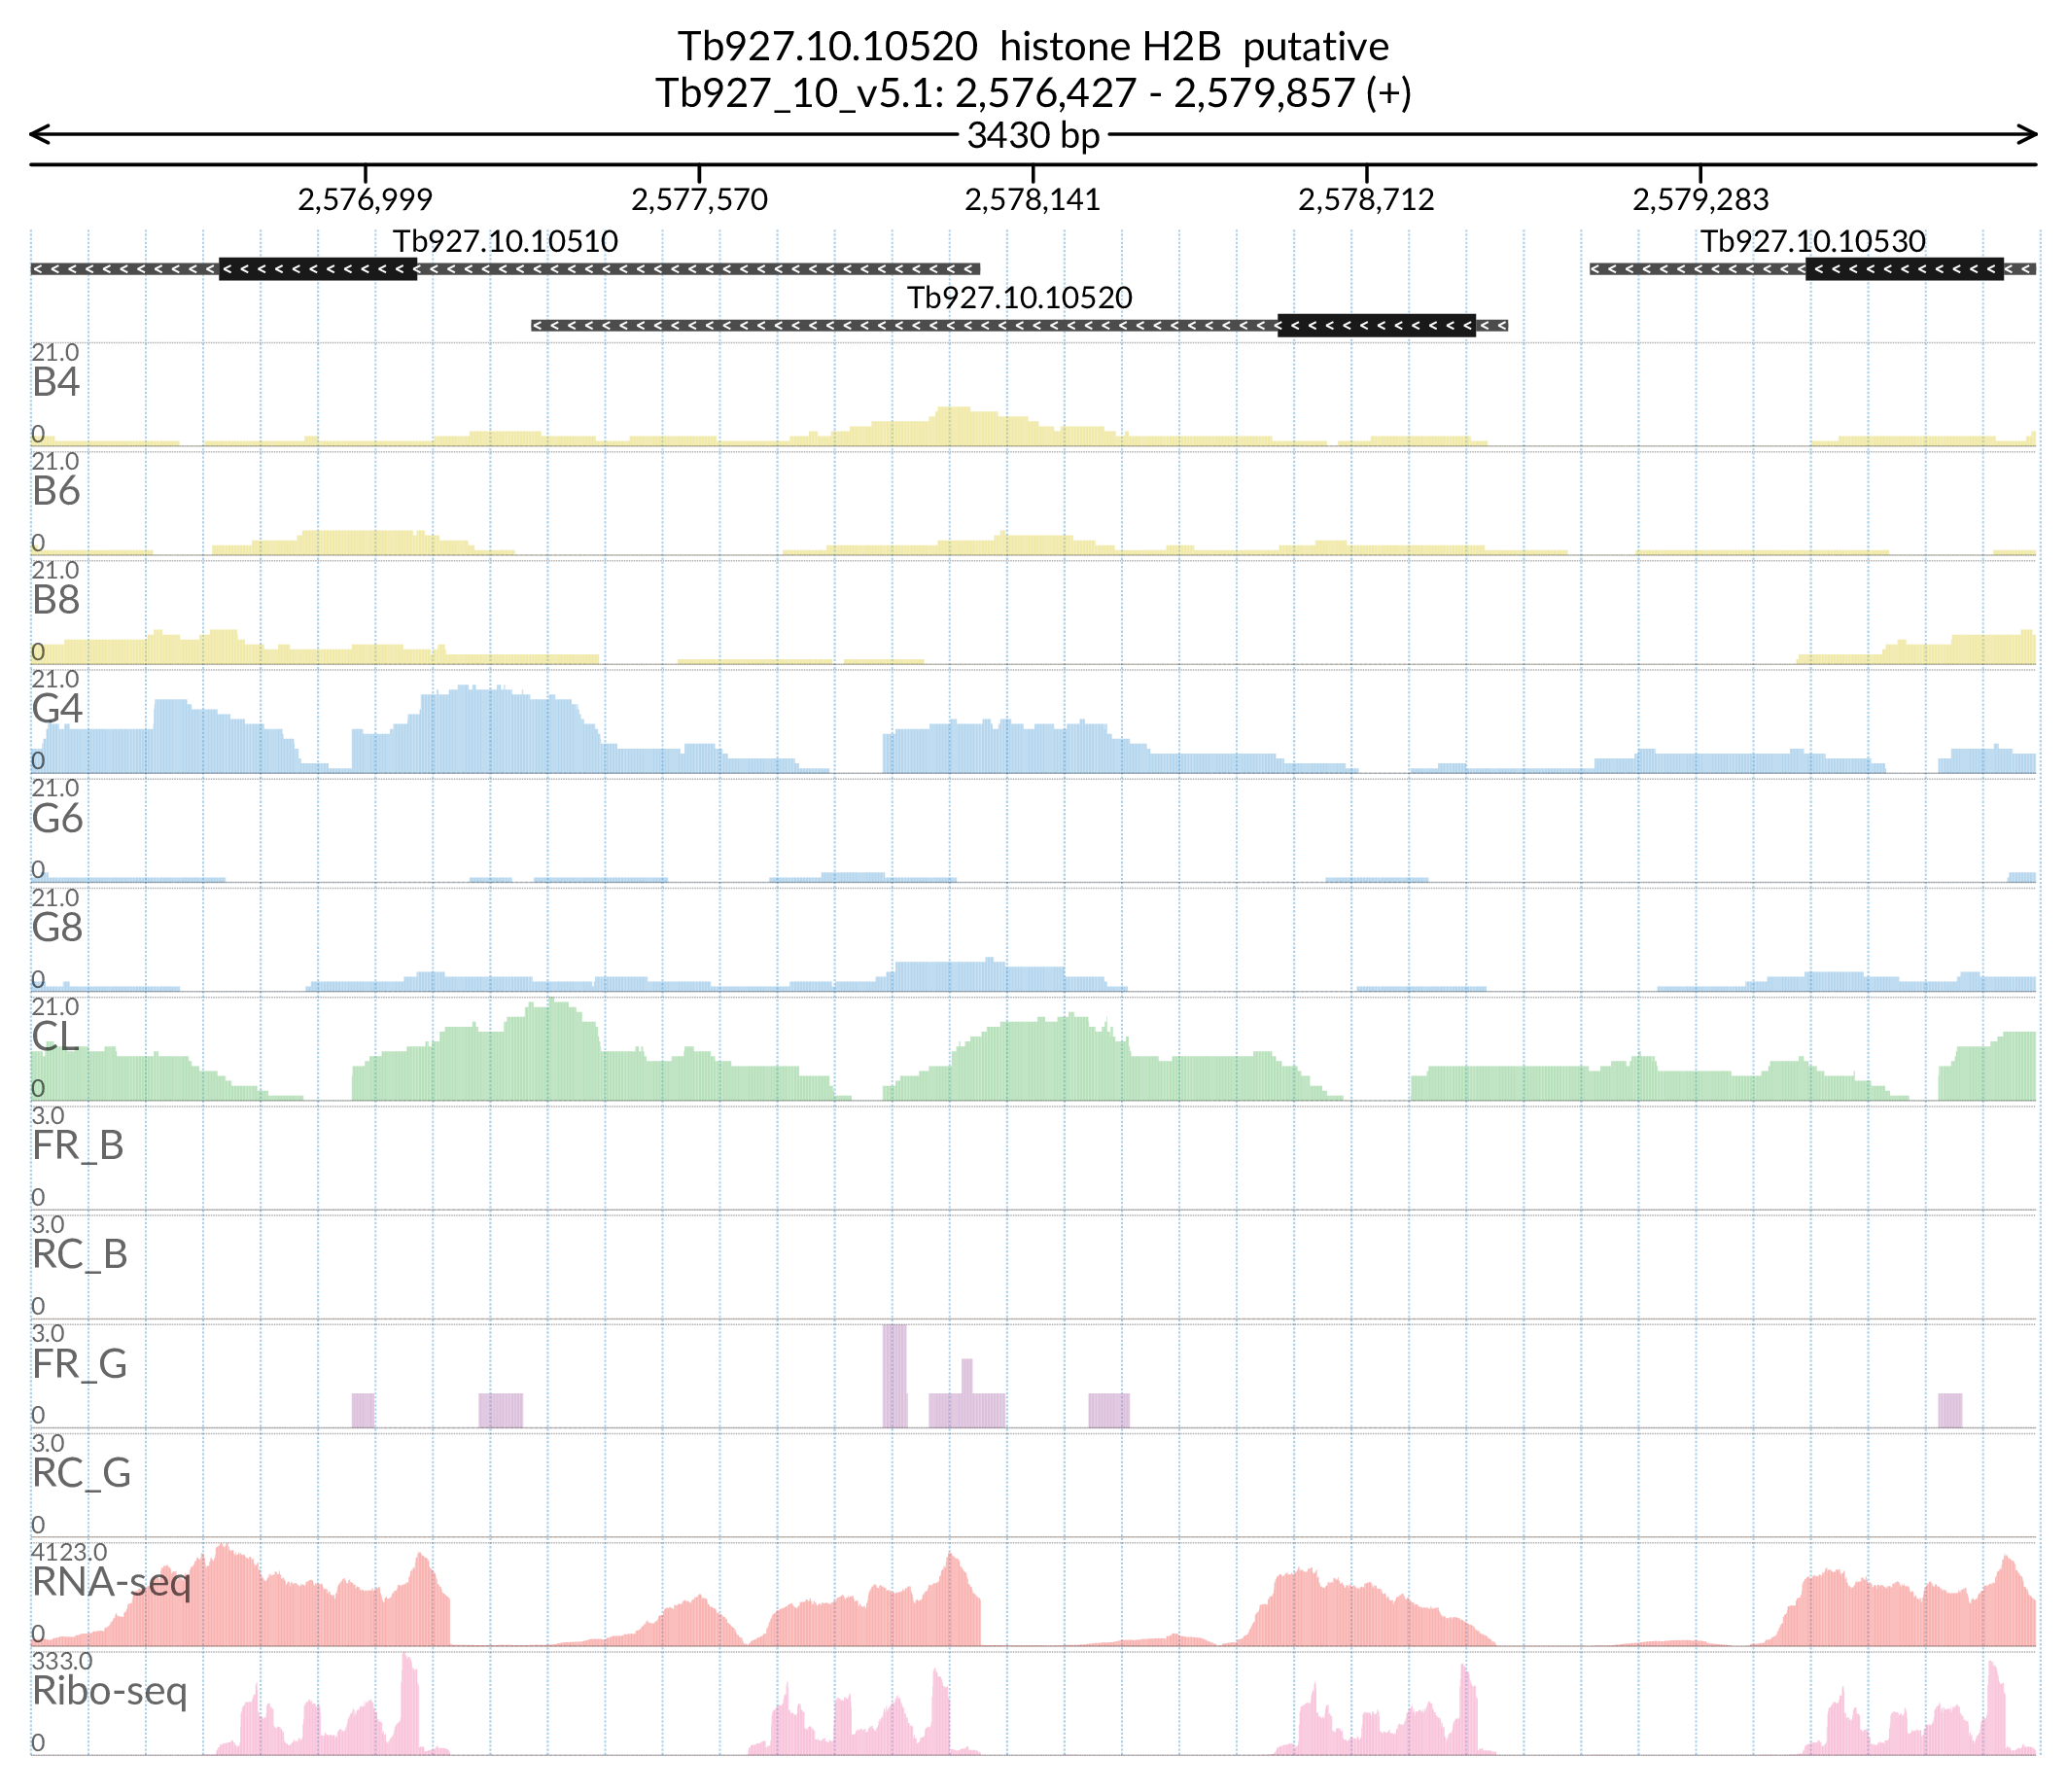 Tb927.10.10520  histone H2B  putative
Tb927_10_v5.1: 2,576,427 - 2,579,857 (+)
3430 bp
2,576,999 2,577,570 2,578,141 2,578,712 2,579,283
Tb927.10.10510 Tb927.10.10530
Tb927.10.10520
21.0
B4
0
21.0
B6
0
21.0
B8
0
21.0
G4
0
21.0
G6
0
21.0
G8
0
21.0
CL
0
3.0
FR_B
0
3.0
RC_B
0
3.0
FR_G
0
3.0
RC_G
0
4123.0
RNA-seq
0
333.0
Ribo-seq
0